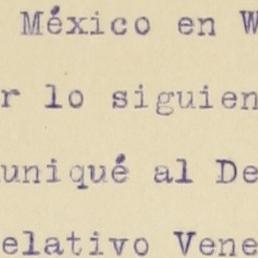 México en W
r lo siguien
uniqué al De
elativo Vene